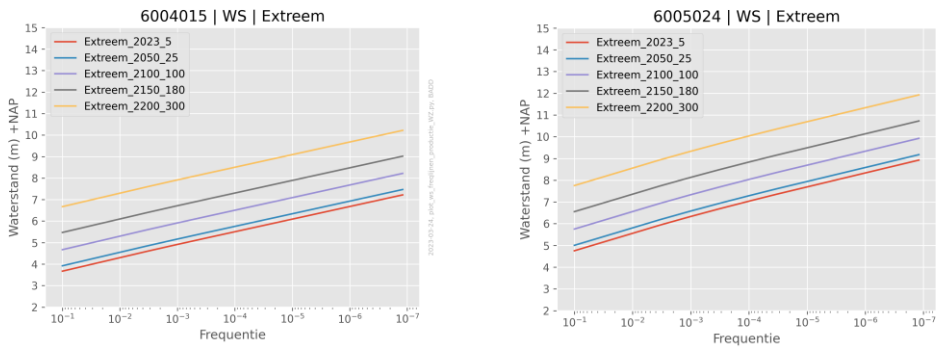 6004015 | WS | Extreem
Waterstand (m) +NAP
15
14
13
12
11
10
9
8
7
6
5
4
3
2
Extreem_2023_5
Extreem_2050_25
Extreem_2100_100
Extreem_2150_180
Extreem_2200_300
10⁻¹ 10⁻² 10⁻³ 10⁻⁴ 10⁻⁵ 10⁻⁶ 10⁻⁷
Frequentie
6005024 | WS | Extreem
Waterstand (m) +NAP
15
14
13
12
11
10
9
8
7
6
5
4
3
2
Extreem_2023_5
Extreem_2050_25
Extreem_2100_100
Extreem_2150_180
Extreem_2200_300
10⁻¹ 10⁻² 10⁻³ 10⁻⁴ 10⁻⁵ 10⁻⁶ 10⁻⁷
Frequentie